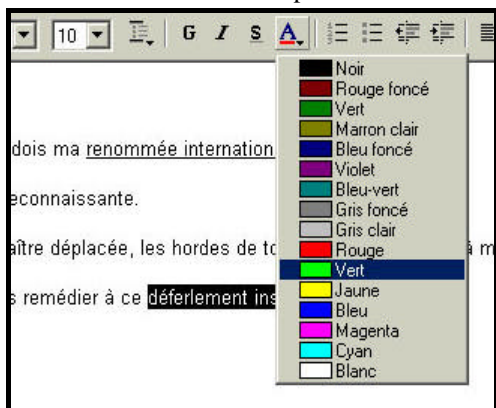 10 G I S A
Noir
Rouge foncé
Vert
Marron clair
dois ma renommée internation
Bleu foncé
Violet
Bleu-vert
econnaissante.
Gris foncé
Gris clair
aître déplacée, les hordes de to
Rouge
à m
Vert
s remédier à ce déferlement ins
Jaune
Bleu
Magenta
Cyan
Blanc